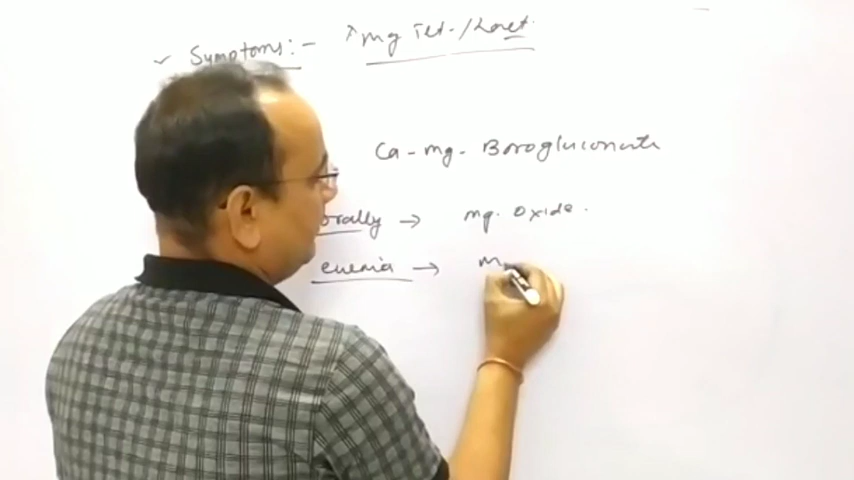 ✓ Symptoms:- mg Tet./Lact.
Ca - mg - Borogluconate
orally → mg. oxide.
enema → m